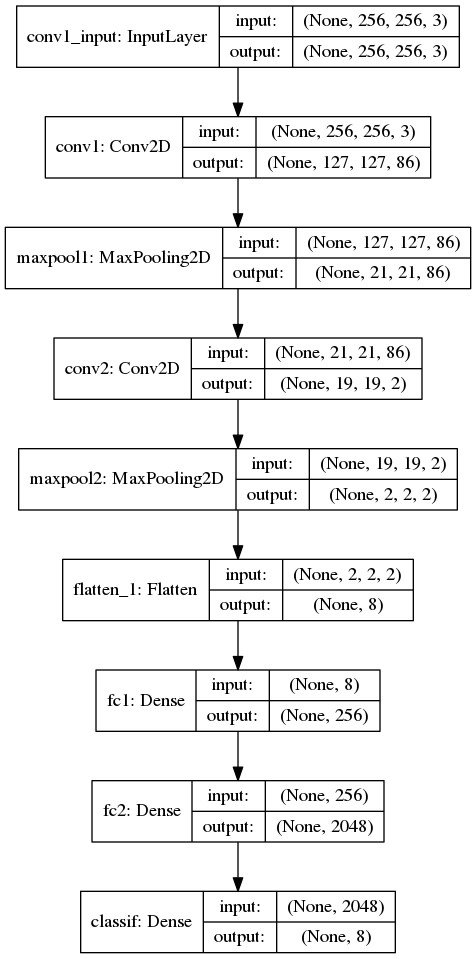 conv1_input: InputLayer
input: (None, 256, 256, 3)
output: (None, 256, 256, 3)
conv1: Conv2D
input: (None, 256, 256, 3)
output: (None, 127, 127, 86)
maxpool1: MaxPooling2D
input: (None, 127, 127, 86)
output: (None, 21, 21, 86)
conv2: Conv2D
input: (None, 21, 21, 86)
output: (None, 19, 19, 2)
maxpool2: MaxPooling2D
input: (None, 19, 19, 2)
output: (None, 2, 2, 2)
flatten_1: Flatten
input: (None, 2, 2, 2)
output: (None, 8)
fc1: Dense
input: (None, 8)
output: (None, 256)
fc2: Dense
input: (None, 256)
output: (None, 2048)
classif: Dense
input: (None, 2048)
output: (None, 8)